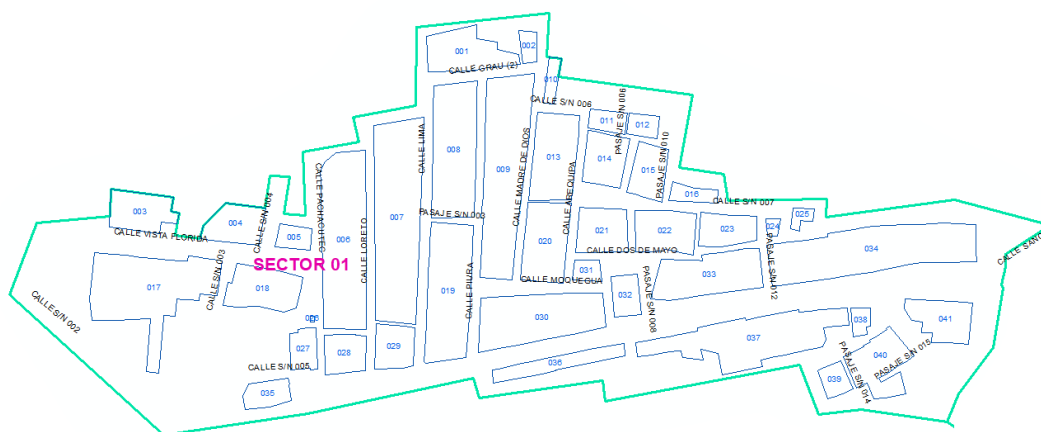 001
002
CALLE GRAU (2)
010
CALLE S/N 006
PASAJE S/N 006
011
012
CALLE LIMA
008
009
CALLE MADRE DE DIOS
013
014
015
PASAJE S/N 010
016
CALLE S/N 007
003
004
CALLE S/N 004
005
CALLE PACHACUTEC
006
CALLE LORETO
007
PASAJE S/N 003
CALLE AREQUIPA
020
021
022
023
024
025
CALLE VISTA FLORIDA
CALLE DOS DE MAYO
034
CALLE SANC
SECTOR 01
017
CALLE S/N 003
018
019
CALLE PIURA
CALLE MOQUEGUA
031
032
PASAJE S/N 008
033
PASAJE S/N 012
CALLE S/N 002
026
030
027
028
029
CALLE S/N 005
036
037
038
041
040
PASAJE S/N 015
039
PASAJE S/N 014
035